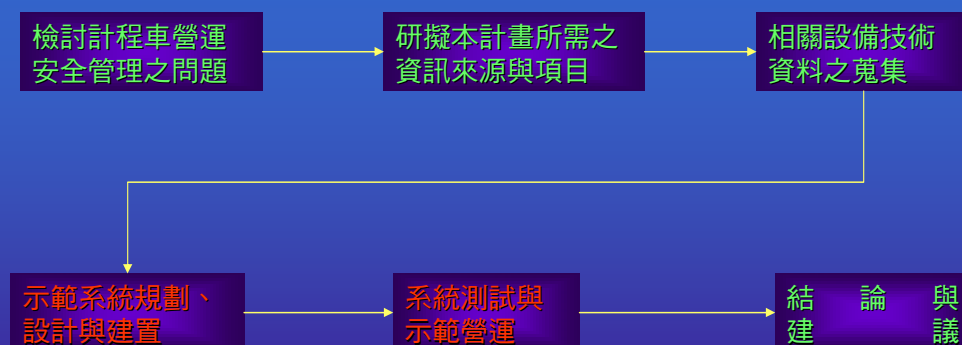 檢討計程車營運
安全管理之問題
研擬本計畫所需之
資訊來源與項目
相關設備技術
資料之蒐集
示範系統規劃、
設計與建置
系統測試與
示範營運
結論與
建議